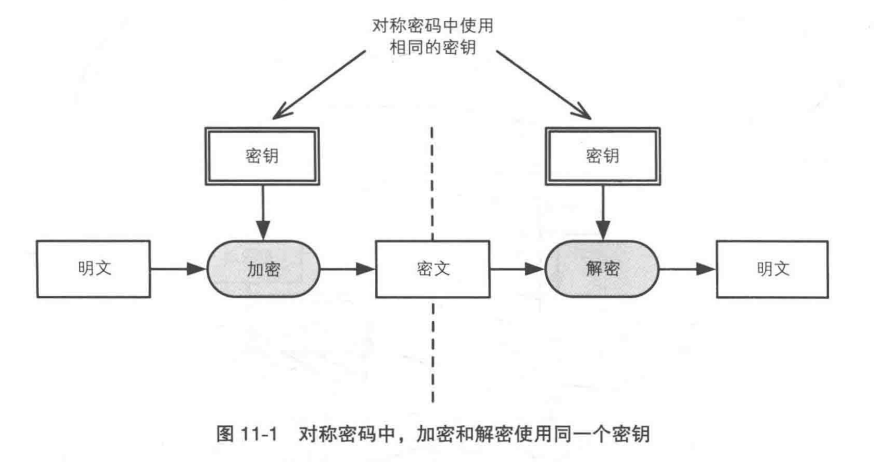 对称密码中使用
相同的密钥
密钥
密钥
明文
加密
密文
解密
明文
图 11-1 对称密码中，加密和解密使用同一个密钥